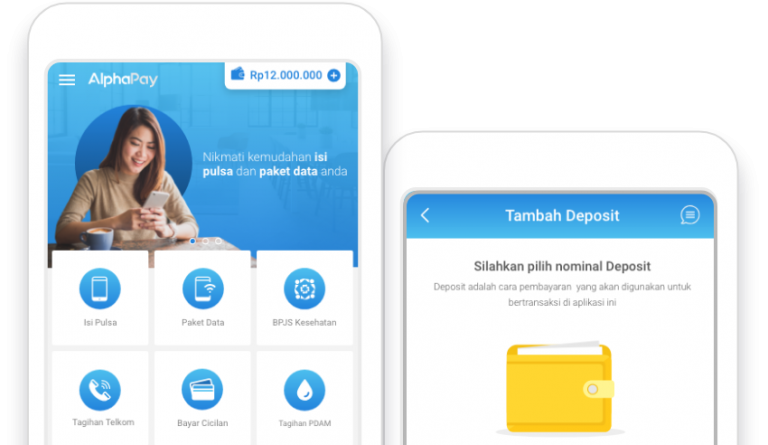 AlphaPay
Rp12.000.000
Nikmati kemudahan isi
pulsa dan paket data anda
Isi Pulsa
Paket Data
BPJS Kesehatan
Tagihan Telkom
Bayar Cicilan
Tagihan PDAM
Tambah Deposit
Silahkan pilih nominal Deposit
Deposit adalah cara pembayaran yang akan digunakan untuk
bertransaksi di aplikasi ini